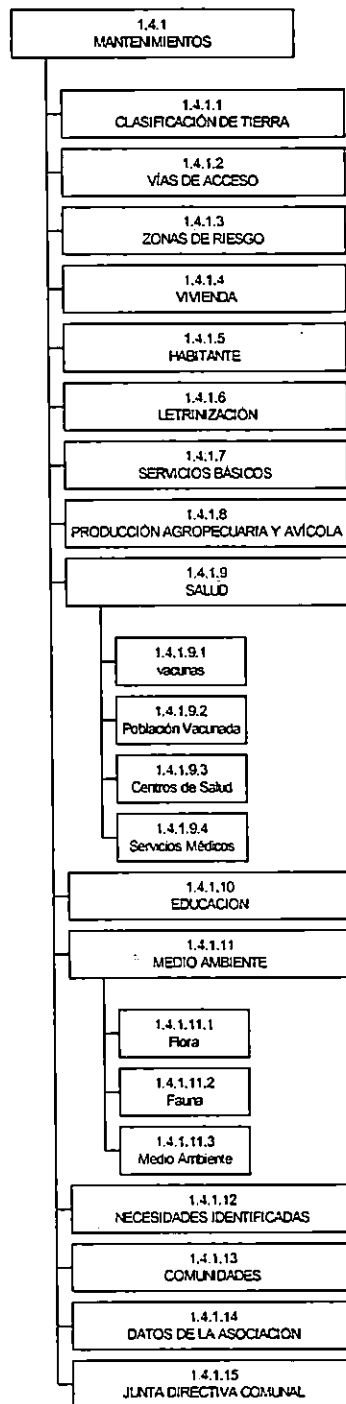 1.4.1
MANTENIMIENTOS
1.4.1.1
CLASIFICACIÓN DE TIERRA
1.4.1.2
VÍAS DE ACCESO
1.4.1.3
ZONAS DE RIESGO
1.4.1.4
VIVIENDA
1.4.1.5
HABITANTE
1.4.1.6
LETRINIZACIÓN
1.4.1.7
SERVICIOS BÁSICOS
1.4.1.8
PRODUCCIÓN AGROPECUARIA Y AVÍCOLA
1.4.1.9
SALUD
1.4.1.9.1
vacunas
1.4.1.9.2
Población Vacunada
1.4.1.9.3
Centros de Salud
1.4.1.9.4
Servicios Médicos
1.4.1.10
EDUCACION
1.4.1.11
MEDIO AMBIENTE
1.4.1.11.1
Flora
1.4.1.11.2
Fauna
1.4.1.11.3
Medio Ambiente
1.4.1.12
NECESIDADES IDENTIFICADAS
1.4.1.13
COMUNIDADES
1.4.1.14
DATOS DE LA ASOCIACIÓN
1.4.1.15
JUNTA DIRECTIVA COMUNAL